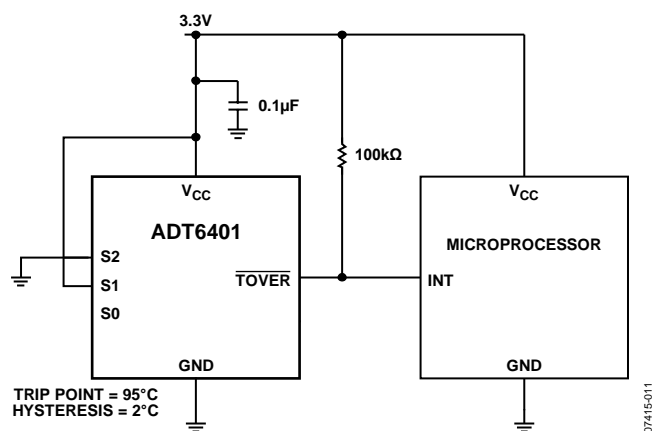 3.3V
0.1µF
100kΩ
VCC
ADT6401
S2
S1
S0
TOVER
GND
TRIP POINT = 95°C
HYSTERESIS = 2°C
VCC
MICROPROCESSOR
INT
GND
07415-011